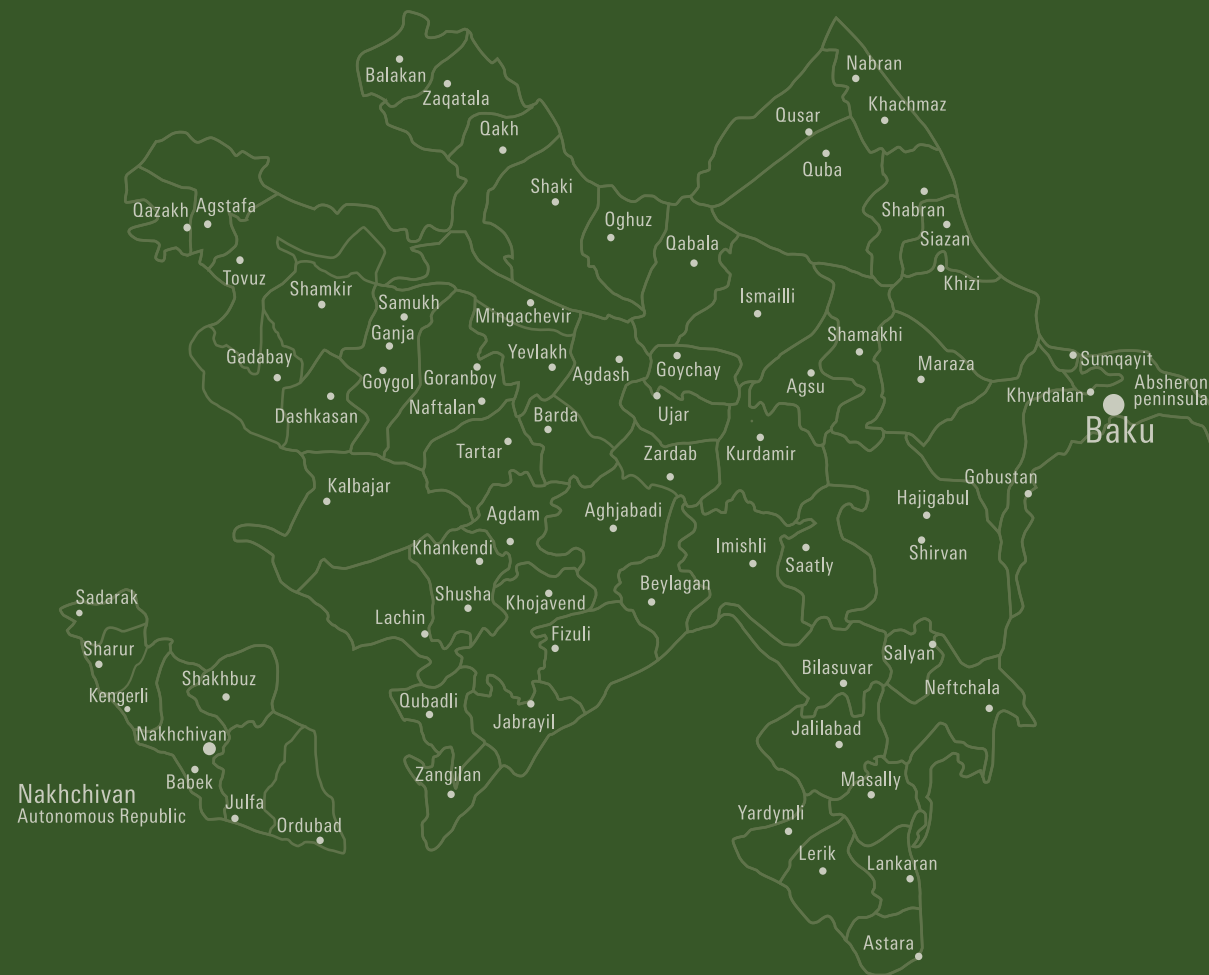 Nabran
Balakan
Zaqatala
Khachmaz
Qusar
Qakh
Quba
Shaki
Qazakh
Agstafa
Shabran
Oghuz
Siazan
Qabala
Tovuz
Khizi
Shamkir
Ismailli
Samukh
Mingachevir
Ganja
Shamakhi
Gadabay
Yevlakh
Sumqayit
Goygol
Goranboy
Agdash
Goychay
Maraza
Absheron
peninsula
Agsu
Khyrdalan
Dashkasan
Naftalan
Barda
Ujar
Baku
Tartar
Zardab
Kurdamir
Kalbajar
Gobustan
Hajigabul
Agdam
Aghjabadi
Khankendi
Imishli
Saatly
Shirvan
Beylagan
Sadarak
Shusha
Khojavend
Lachin
Fizuli
Sharur
Salyan
Bilasuvar
Shakhbuz
Neftchala
Kengerli
Qubadli
Jabrayil
Jalilabad
Nakhchivan
Zangilan
Masally
Babek
Nakhchivan
Autonomous Republic
Julfa
Yardymli
Ordubad
Lerik
Lankaran
Astara